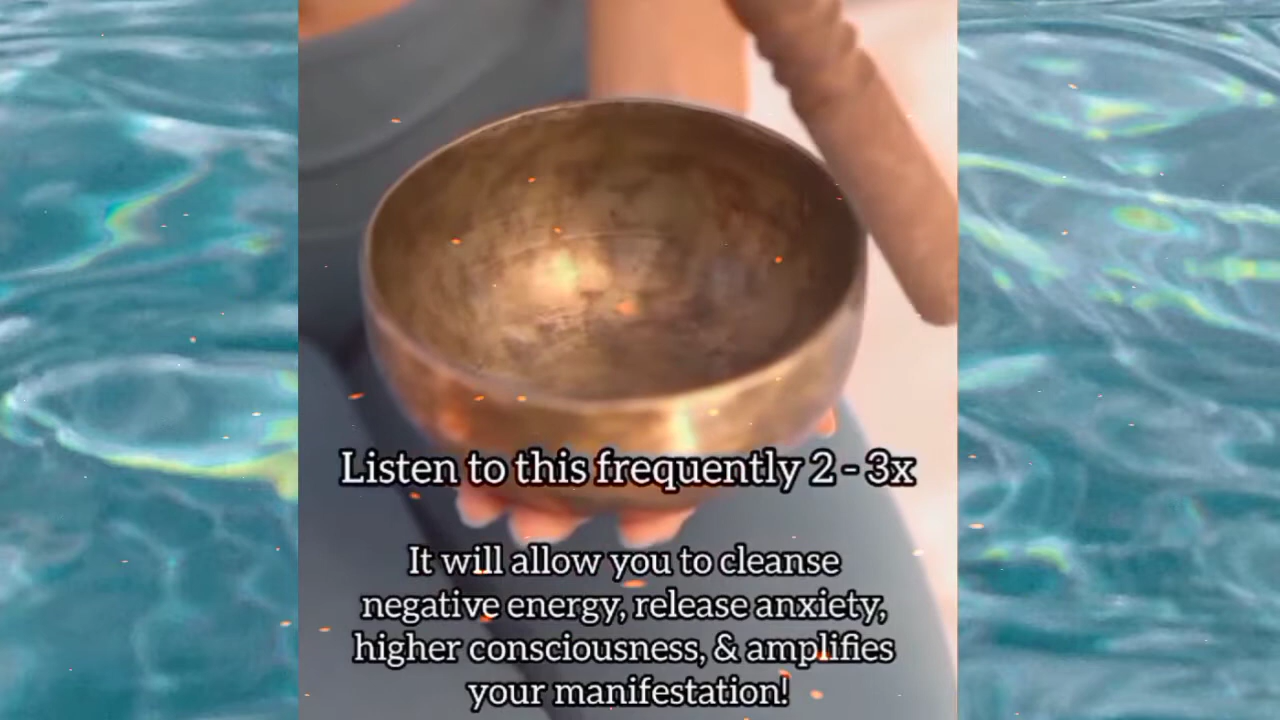 Listen to this frequently 2 - 3x
It will allow you to cleanse
negative energy, release anxiety,
higher consciousness, & amplifies
your manifestation!